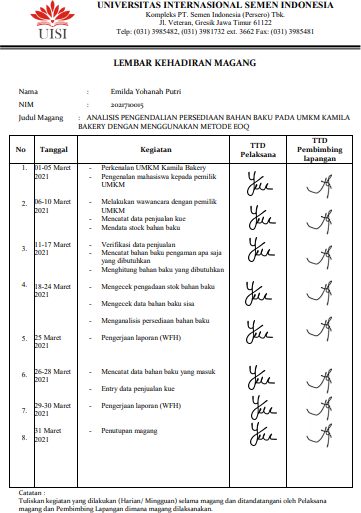 UNIVERSITAS INTERNASIONAL SEMEN INDONESIA
Kompleks PT. Semen Indonesia (Persero) Tbk.
Jl. Veteran, Gresik Jawa Timur 61122
Telp: (031) 3985482, (031) 3981732 ext. 3662 Fax: (031) 3985481
UISI
LEMBAR KEHADIRAN MAGANG
Nama : Emilda Yohanah Putri
NIM : 2021710015
Judul Magang : ANALISIS PENGENDALIAN PERSEDIAAN BAHAN BAKU PADA UMKM KAMILA
BAKERY DENGAN MENGGUNAKAN METODE EOQ
No Tanggal Kegiatan TTD Pelaksana TTD Pembimbing lapangan
1. 01-05 Maret 2021 - Perkenalan UMKM Kamila Bakery
- Pengenalan mahasiswa kepada pemilik
UMKM
2. 06-10 Maret 2021 - Melakukan wawancara dengan pemilik
UMKM
- Mencatat data penjualan kue
- Mendata stock bahan baku
3. 11-17 Maret 2021 - Verifikasi data penjualan
- Mencatat bahan baku pengaman apa saja
yang dibutuhkan
- Menghitung bahan baku yang dibutuhkan
4. 18-24 Maret 2021 - Mengecek pengadaan stok bahan baku
- Mengecek data bahan baku sisa
- Menganalisis persediaan bahan baku
5. 25 Maret 2021 - Pengerjaan laporan (WFH)
6. 26-28 Maret 2021 - Mencatat data bahan baku yang masuk
- Entry data penjualan kue
7. 29-30 Maret 2021 - Pengerjaan laporan (WFH)
8. 31 Maret 2021 - Penutupan magang
Catatan :
Tuliskan kegiatan yang dilakukan (Harian/ Mingguan) selama magang dan ditandatangani oleh Pelaksana
magang dan Pembimbing Lapangan dimana magang dilaksanakan.